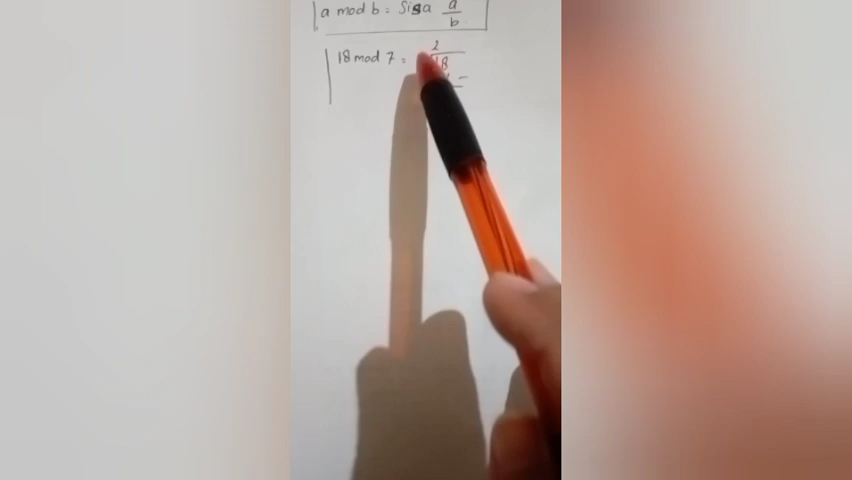 a mod b = Sisa a/b
18 mod 7 =
2
18